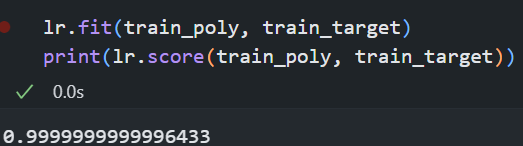 lr.fit(train_poly, train_target)
print(lr.score(train_poly, train_target))
0.0s
0.9999999999996433